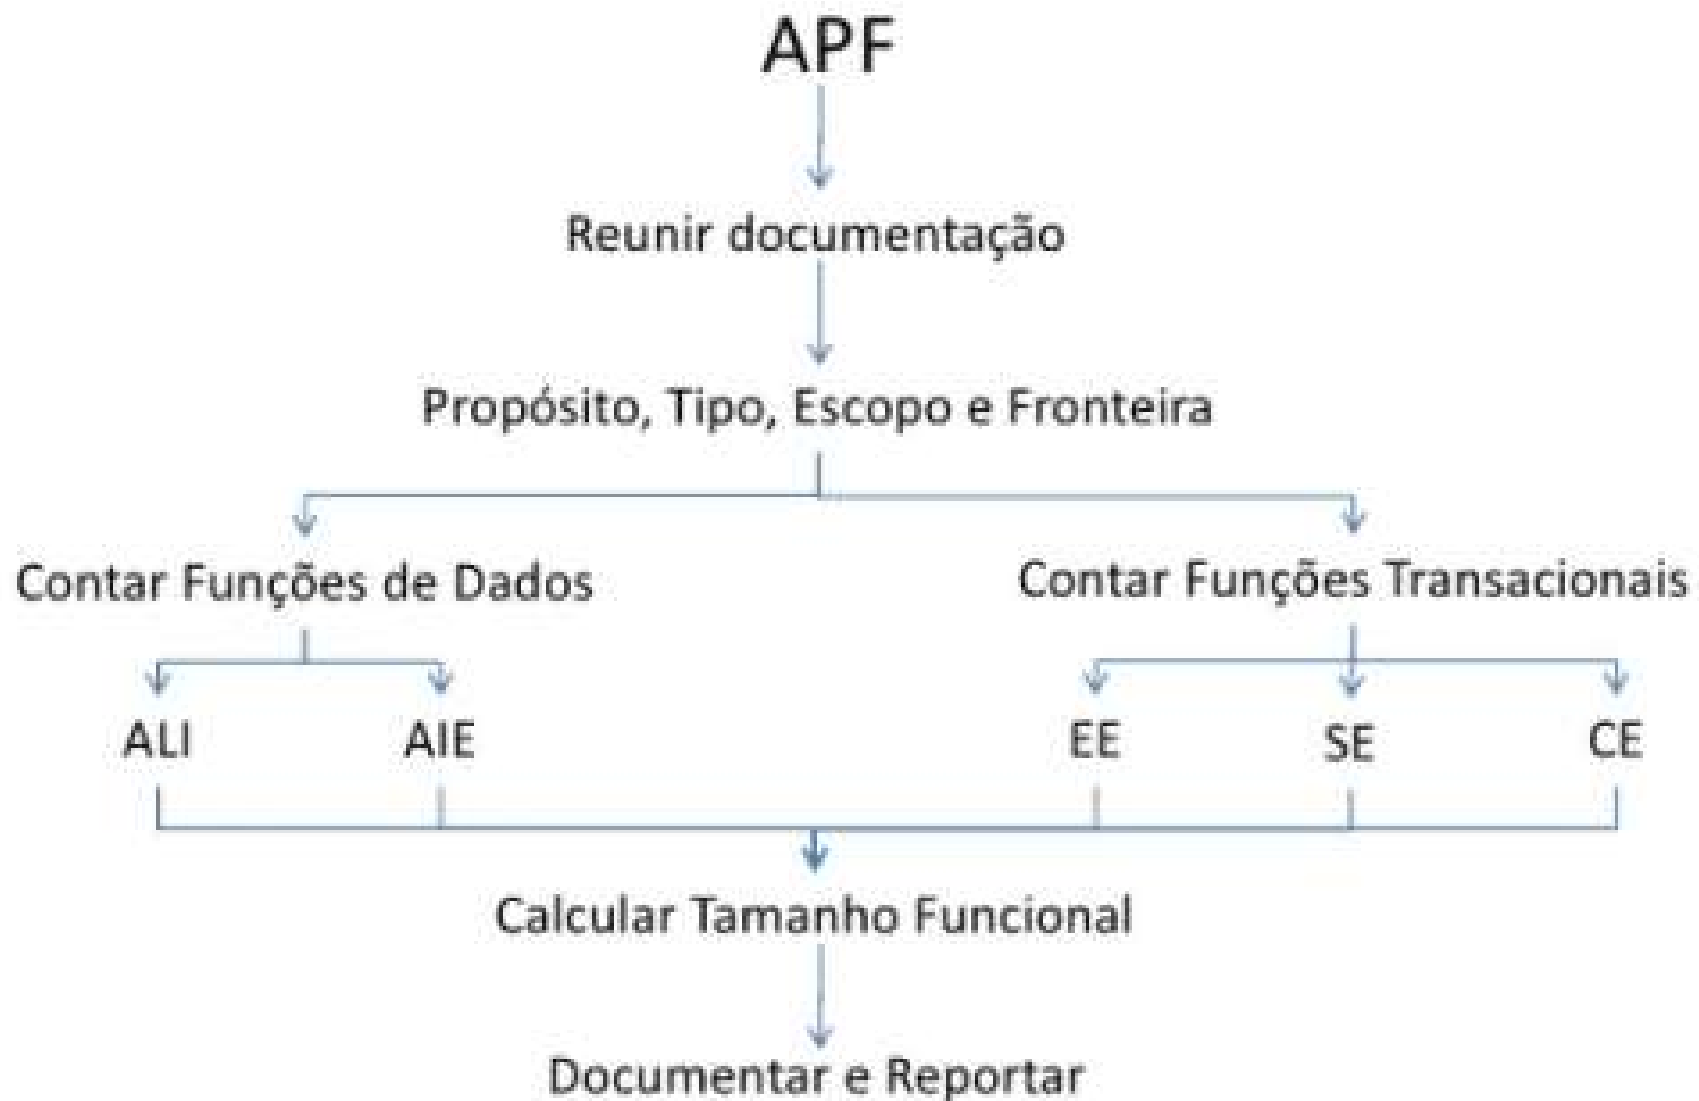 APF
Reunir documentação
Propósito, Tipo, Escopo e Fronteira
Contar Funções de Dados
Contar Funções Transacionais
ALI
AIE
EE
SE
CE
Calcular Tamanho Funcional
Documentar e Reportar